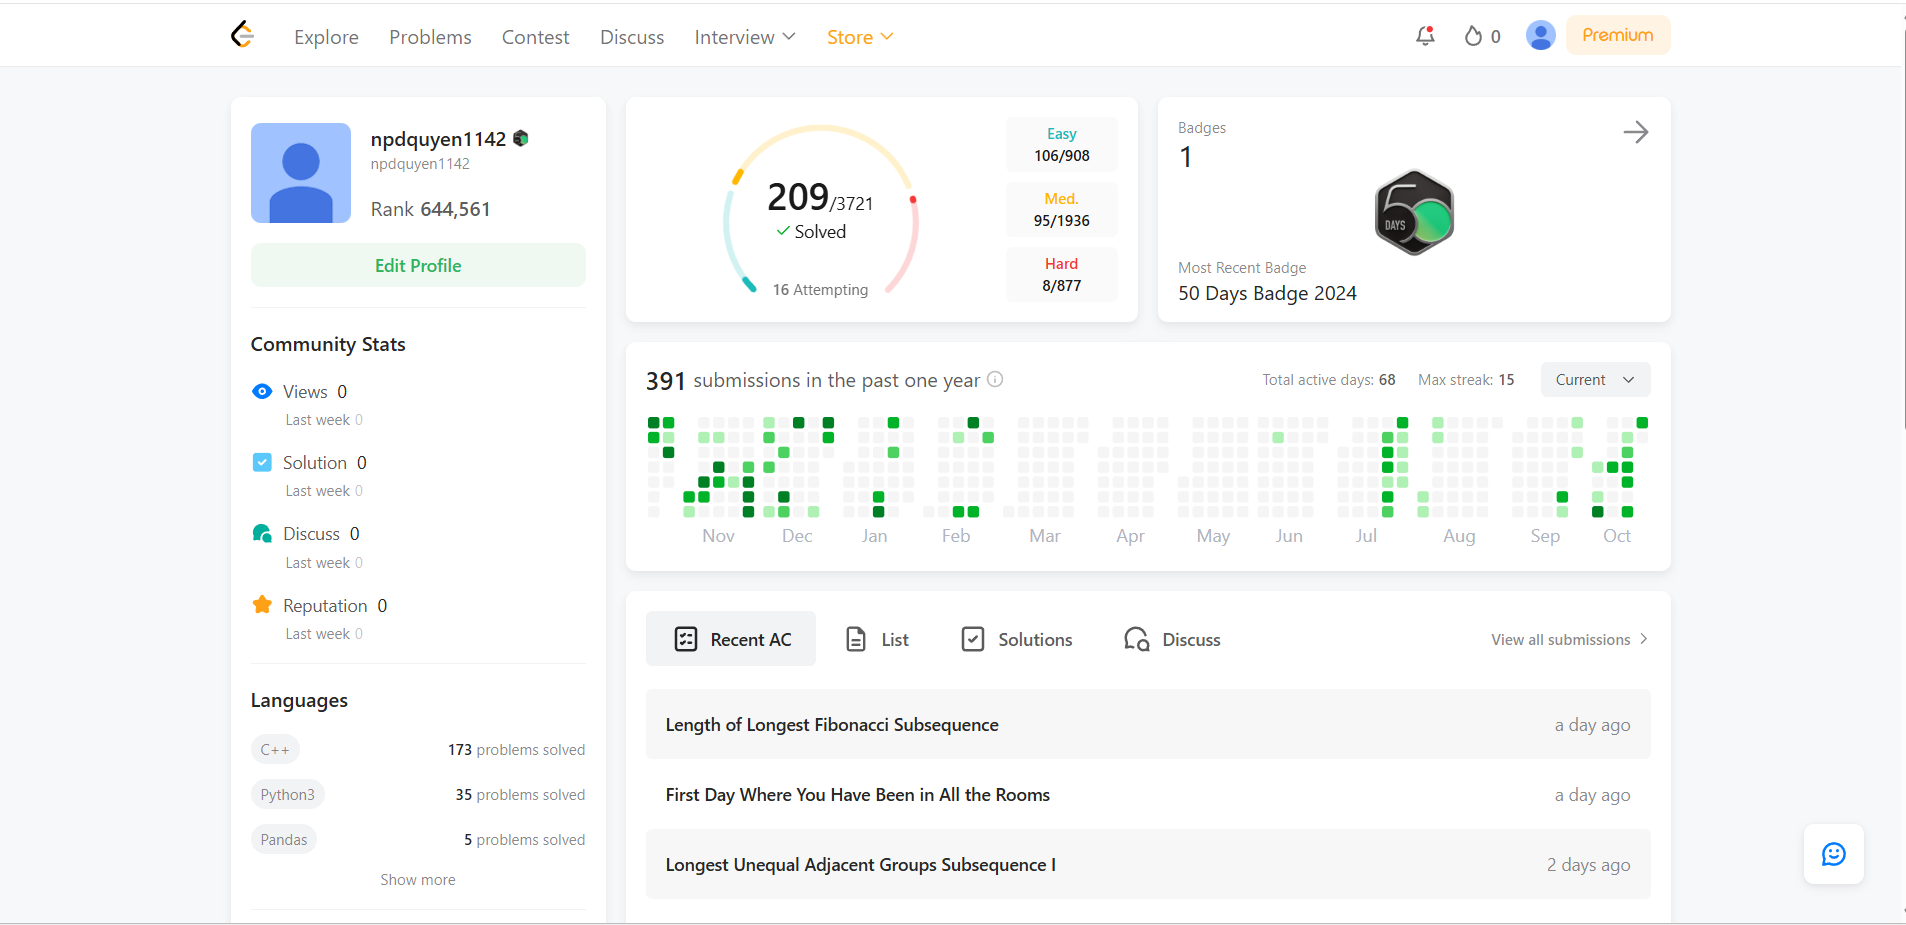 Explore Problems Contest Discuss Interview Store 0 Premium
npdquyen1142
npdquyen1142
Rank 644,561
Edit Profile
Community Stats
Views 0
Last week 0
Solution 0
Last week 0
Discuss 0
Last week 0
Reputation 0
Last week 0
Languages
C++ 173 problems solved
Python3 35 problems solved
Pandas 5 problems solved
Show more
209/3721
Solved
16 Attempting
Easy
106/908
Med.
95/1936
Hard
8/877
Badges
1
50
DAYS
Most Recent Badge
50 Days Badge 2024
391 submissions in the past one year Total active days: 68 Max streak: 15 Current
Nov Dec Jan Feb Mar Apr May Jun Jul Aug Sep Oct
Recent AC List Solutions Discuss View all submissions
Length of Longest Fibonacci Subsequence a day ago
First Day Where You Have Been in All the Rooms a day ago
Longest Unequal Adjacent Groups Subsequence I 2 days ago